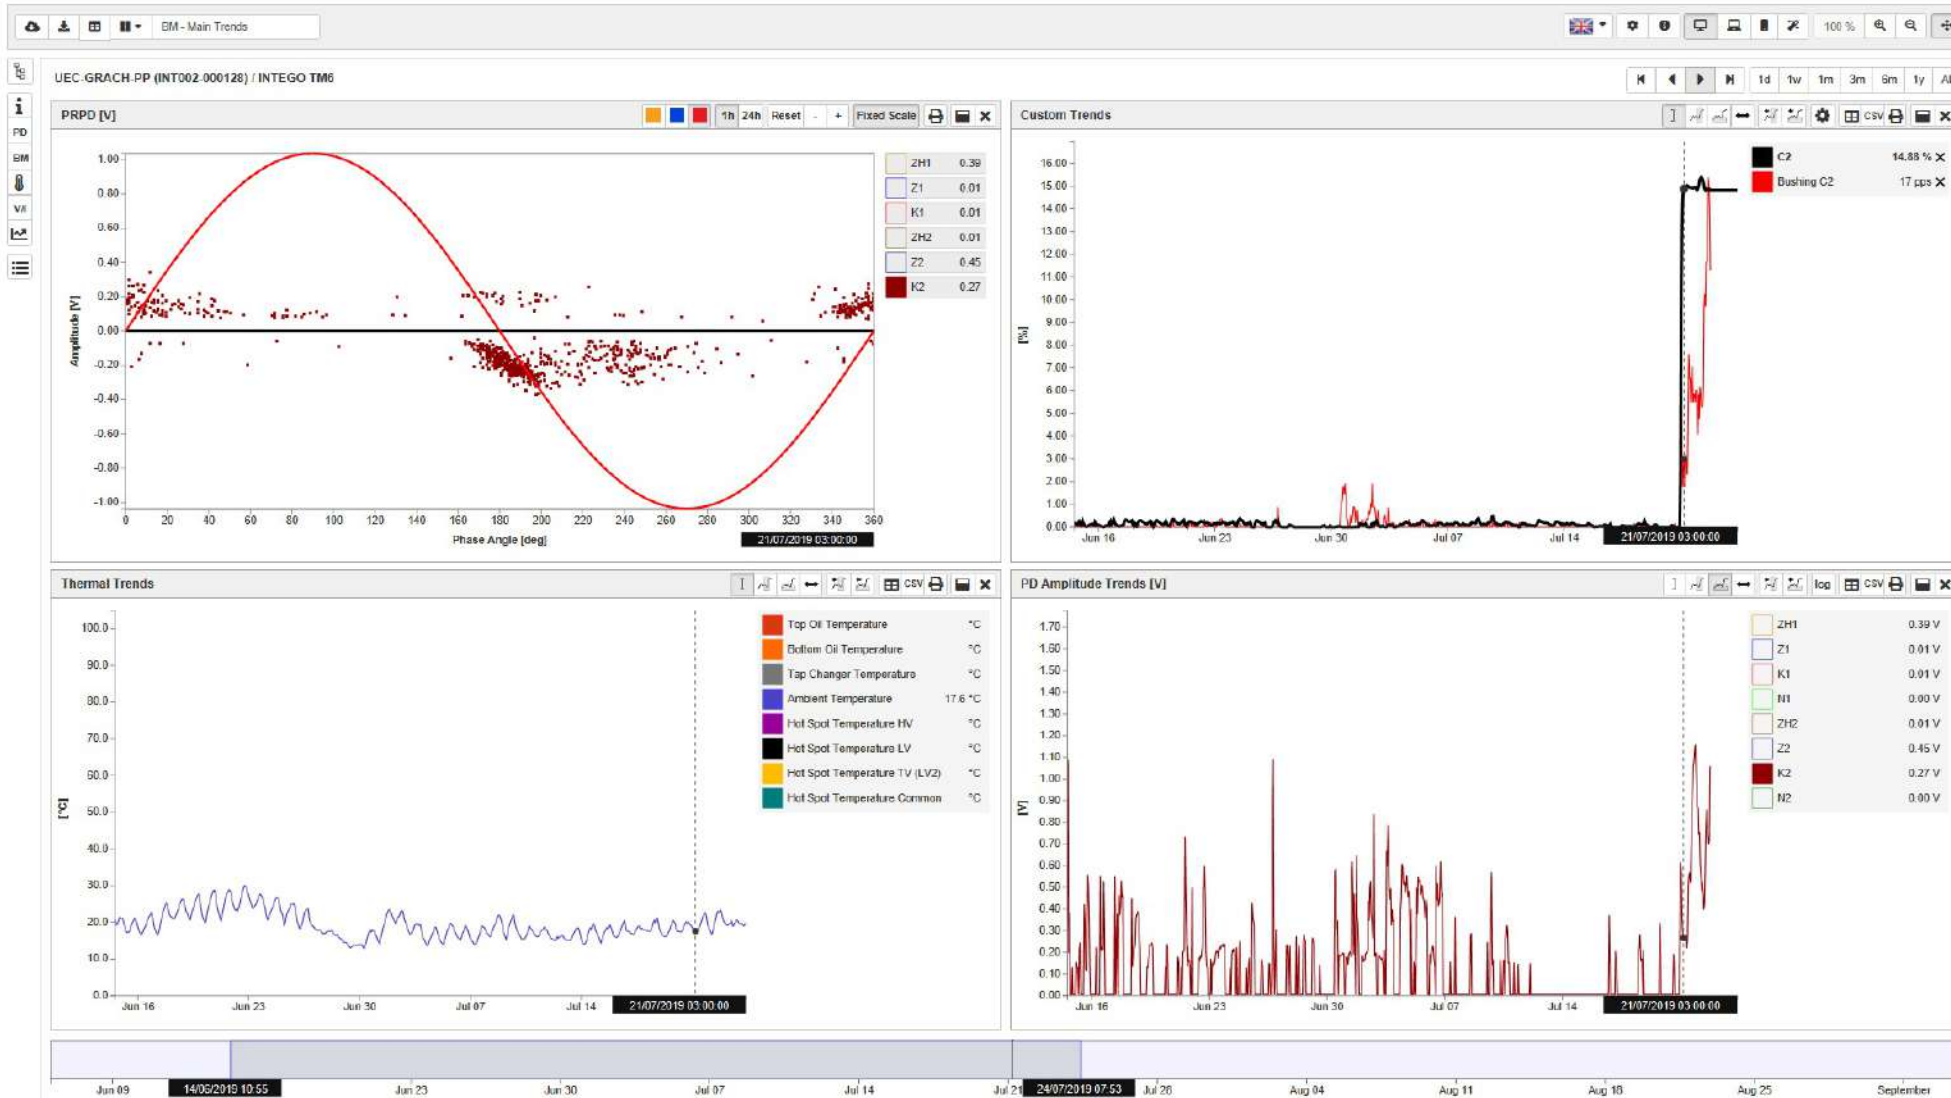 BM - Main Trends
100 %
UEC-GRACH-PP (INT002-000128) / INTEGO TM6
1d 1w 1m 3m 6m 1y
PD
BM
PRPD [V]
1h 24h Reset - + Fixed Scale
1.00
0.80
0.60
0.40
0.20
0.00
-0.20
-0.40
-0.60
-0.80
-1.00
Amplitude [V]
0 20 40 60 80 100 120 140 160 180 200 220 240 260 280 300 320 340 360
Phase Angle [deg]
21/07/2019 03:00:00
ZH1 0.39
Z1 0.01
K1 0.01
ZH2 0.01
Z2 0.45
K2 0.27
Custom Trends
CSV
16.00
15.00
14.00
13.00
12.00
11.00
10.00
9.00
8.00
7.00
6.00
5.00
4.00
3.00
2.00
1.00
0.00
[%]
Jun 16 Jun 23 Jun 30 Jul 07 Jul 14
21/07/2019 03:00:00
C2 14.88 %
Bushing C2 17 pps
Thermal Trends
CSV
100.0
90.0
80.0
70.0
60.0
50.0
40.0
30.0
20.0
10.0
0.0
[°C]
Jun 16 Jun 23 Jun 30 Jul 07 Jul 14
21/07/2019 03:00:00
Top Oil Temperature °C
Bottom Oil Temperature °C
Tap Changer Temperature °C
Ambient Temperature 17.6 °C
Hot Spot Temperature HV °C
Hot Spot Temperature LV °C
Hot Spot Temperature TV (LV2) °C
Hot Spot Temperature Common °C
PD Amplitude Trends [V]
log CSV
1.70
1.60
1.50
1.40
1.30
1.20
1.10
1.00
0.90
0.80
0.70
0.60
0.50
0.40
0.30
0.20
0.10
0.00
[V]
Jun 16 Jun 23 Jun 30 Jul 07 Jul 14
21/07/2019 03:00:00
ZH1 0.39 V
Z1 0.01 V
K1 0.01 V
N1 0.00 V
ZH2 0.01 V
Z2 0.45 V
K2 0.27 V
N2 0.00 V
Jun 09 14/06/2019 10:55 Jun 23 Jun 30 Jul 07 Jul 14 Jul 21 24/07/2019 07:53 Jul 28 Aug 04 Aug 11 Aug 18 Aug 25 September